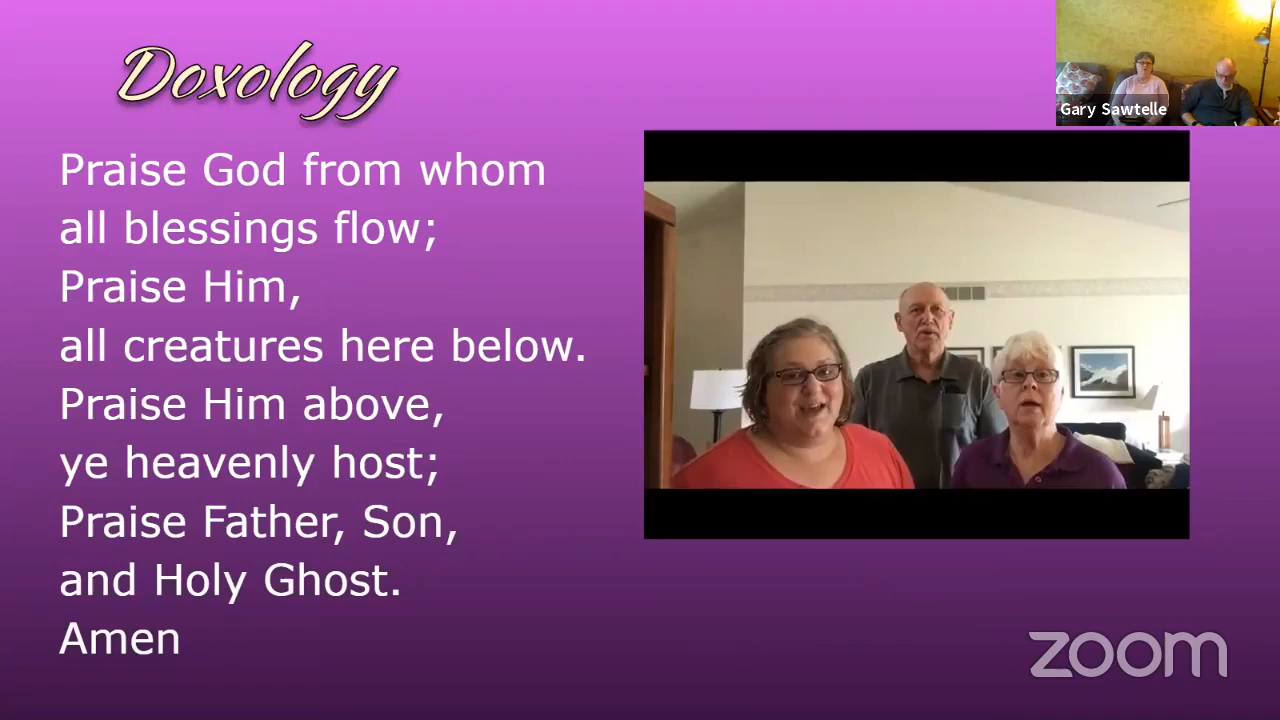 Doxology
Gary Sawtelle
Praise God from whom
all blessings flow;
Praise Him,
all creatures here below.
Praise Him above,
ye heavenly host;
Praise Father, Son,
and Holy Ghost.
Amen
zoom